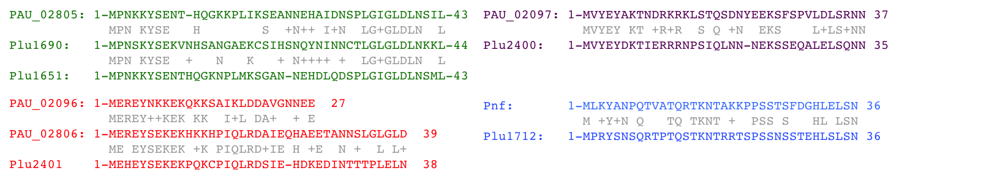 PAU_02805: 1-MPNKKYSENT-HQGKKPLIKSEANNEHAIDNSPLGIGLDLNSIL-43
MPN KYSE   H        S  +N++ I+N  LG+GLDLN  L
Plu1690: 1-MPNSKYSEKVNHSANGAEKCSIHSNQYNINNCTLGLGLDLNKKL-44
MPN KYSE  +   N   K   + N++++ +  LG+GLDLN  L
Plu1651: 1-MPNKKYSENTHQGKNPLMKSGAN-NEHDLQDSPLGIGLDLNSML-43
PAU_02097: 1-MVYEYAKTNDRKRKLSTQSDNYEEKSFSPVLDLSRNN 37
MVYEY KT +R+R  S Q +N  EKS    L+LS+NN
Plu2400: 1-MVYEYDKTIERRRNPSIQLNN-NEKSSEQALELSQNN 35
PAU_02096: 1-MEREYNKKEKQKKSAIKLDDAVGNNEE 27
MEREY++KEK KK  I+L DA+  + E
PAU_02806: 1-MEREYSEKEKHKKHPIQLRDAIEQHAEETANNSLGLGLD 39
ME EYSEKEK +K PIQLRD+IE H +E  N +  L L+
Plu2401 1-MEHEYSEKEKPQKCPIQLRDSIE-HDKEDINTTTPLELN 38
Pnf: 1-MLKYANPQTVATQRTKNTAKKPPSSTSFDGHLELSN 36
M +Y+N Q   TQ TKNT +  PSS S   HL LSN
Plu1712: 1-MPRYSNSQRTPTQSTKNTRRTSPSSNSSTEHLSLSN 36